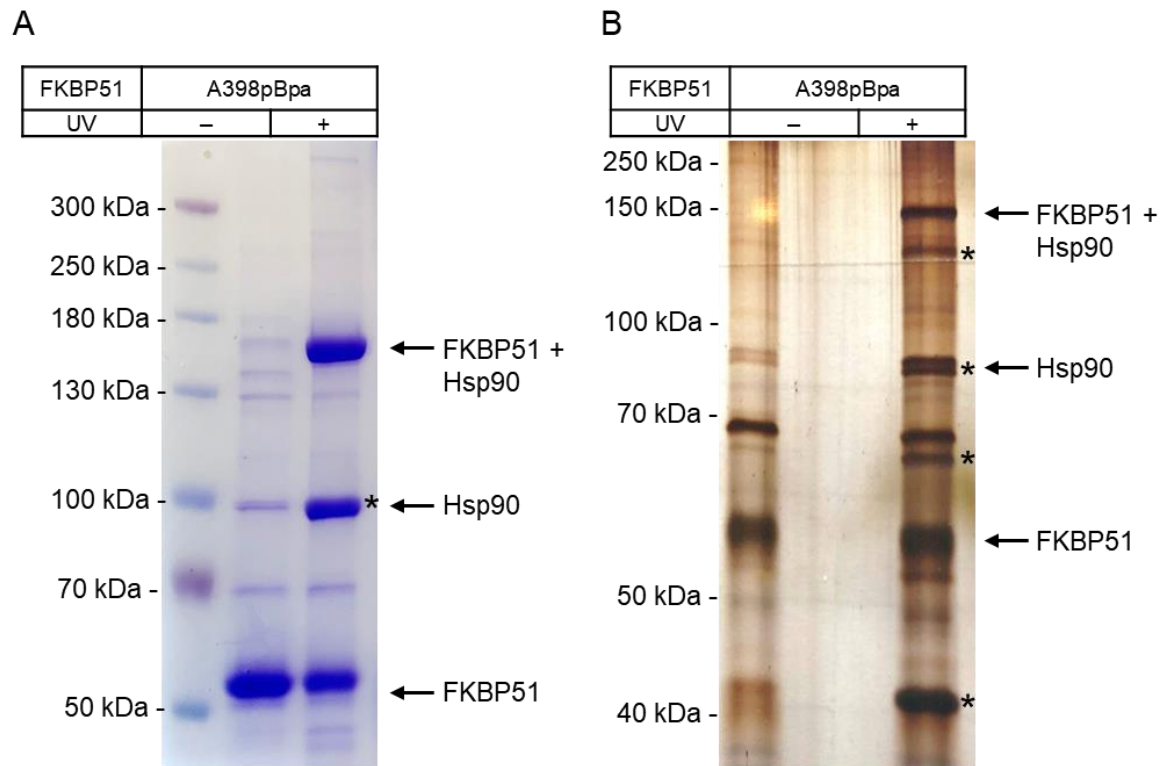 A
FKBP51 A398pBpa
UV – +
300 kDa -
250 kDa -
180 kDa -
130 kDa -
100 kDa -
70 kDa -
50 kDa -
FKBP51 +
Hsp90
* Hsp90
FKBP51
B
FKBP51 A398pBpa
UV – +
250 kDa -
150 kDa -
100 kDa -
70 kDa -
50 kDa -
40 kDa -
FKBP51 +
Hsp90
*
* Hsp90
*
FKBP51
*